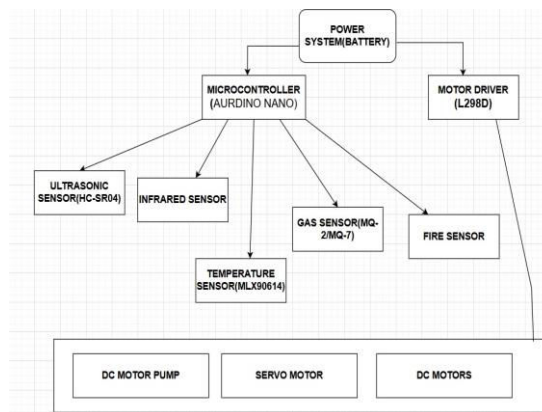 POWER
SYSTEM(BATTERY)
MICROCONTROLLER
(AURDINO NANO)
MOTOR DRIVER
(L298D)
ULTRASONIC
SENSOR(HC-SR04)
INFRARED SENSOR
GAS SENSOR(MQ-
2/MQ-7)
FIRE SENSOR
TEMPERATURE
SENSOR(MLX90614)
DC MOTOR PUMP
SERVO MOTOR
DC MOTORS